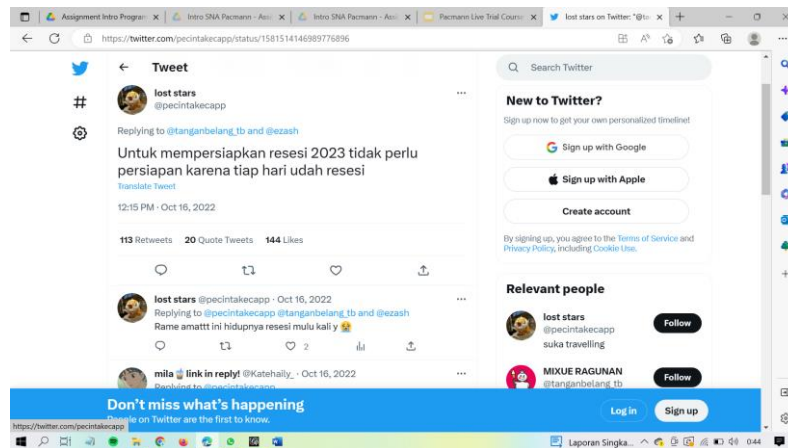 Assignment Intro Program
Intro SNA Pacmann - Assi
Intro SNA Pacmann - Assi
Pacmann Live Trial Course
lost stars on Twitter: "@ta
https://twitter.com/pecintakecapp/status/1581514146989776896
Tweet
lost stars
@pecintakecapp
Replying to @tanganbelang_tb and @ezash
Untuk mempersiapkan resesi 2023 tidak perlu
persiapan karena tiap hari udah resesi
Translate Tweet
12:15 PM · Oct 16, 2022
113 Retweets 20 Quote Tweets 144 Likes
lost stars @pecintakecapp · Oct 16, 2022
Replying to @pecintakecapp @tanganbelang_tb and @ezash
Rame amattt ini hidupnya resesi mulu kali y
2
mila link in reply! @Katehaily_ · Oct 16, 2022
Replying to @pecintakecapp
Search Twitter
New to Twitter?
Sign up now to get your own personalized timeline!
Sign up with Google
Sign up with Apple
Create account
By signing up, you agree to the Terms of Service and
Privacy Policy, including Cookie Use.
Relevant people
lost stars
@pecintakecapp
Follow
suka travelling
MIXUE RAGUNAN
@tanganbelang_tb
Follow
Don't miss what's happening
People on Twitter are the first to know.
Log in
Sign up
https://twitter.com/pecintakecapp
Laporan Singka...
0:44